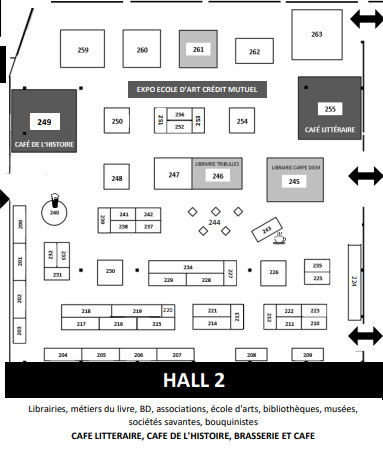 263
259 260 261 262
EXPO ECOLE D'ART CRÉDIT MUTUEL
249
CAFÉ DE L'HISTOIRE
250
251 256 253
252
254
255
CAFÉ LITTÉRAIRE
248
247
LIBRAIRIE TRIBULLES
246
LIBRAIRIE CARPE DIEM
245
200
240
239 241 242
238 237
244
243
201
232 233
231
230
234 227
229 228
226
235
225
224
202
218 219 220
217 216 215
221 213
214
212 222 223
211 210
203
204 205 206 207 208 209
HALL 2
Librairies, métiers du livre, BD, associations, école d'arts, bibliothèques, musées,
sociétés savantes, bouquinistes
CAFE LITTERAIRE, CAFE DE L'HISTOIRE, BRASSERIE ET CAFE